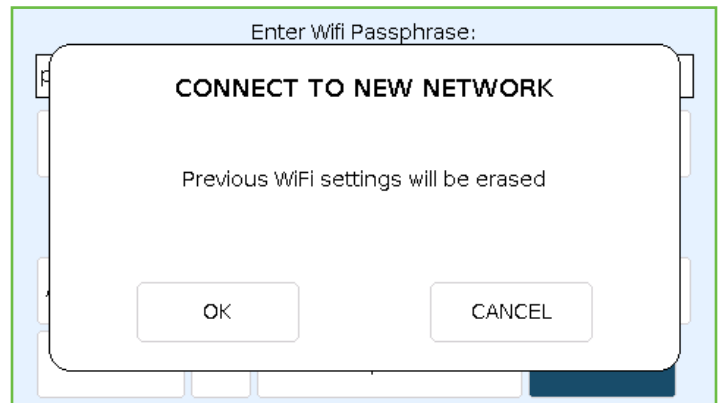 Enter Wifi Passphrase:
CONNECT TO NEW NETWORK
Previous WiFi settings will be erased
OK
CANCEL